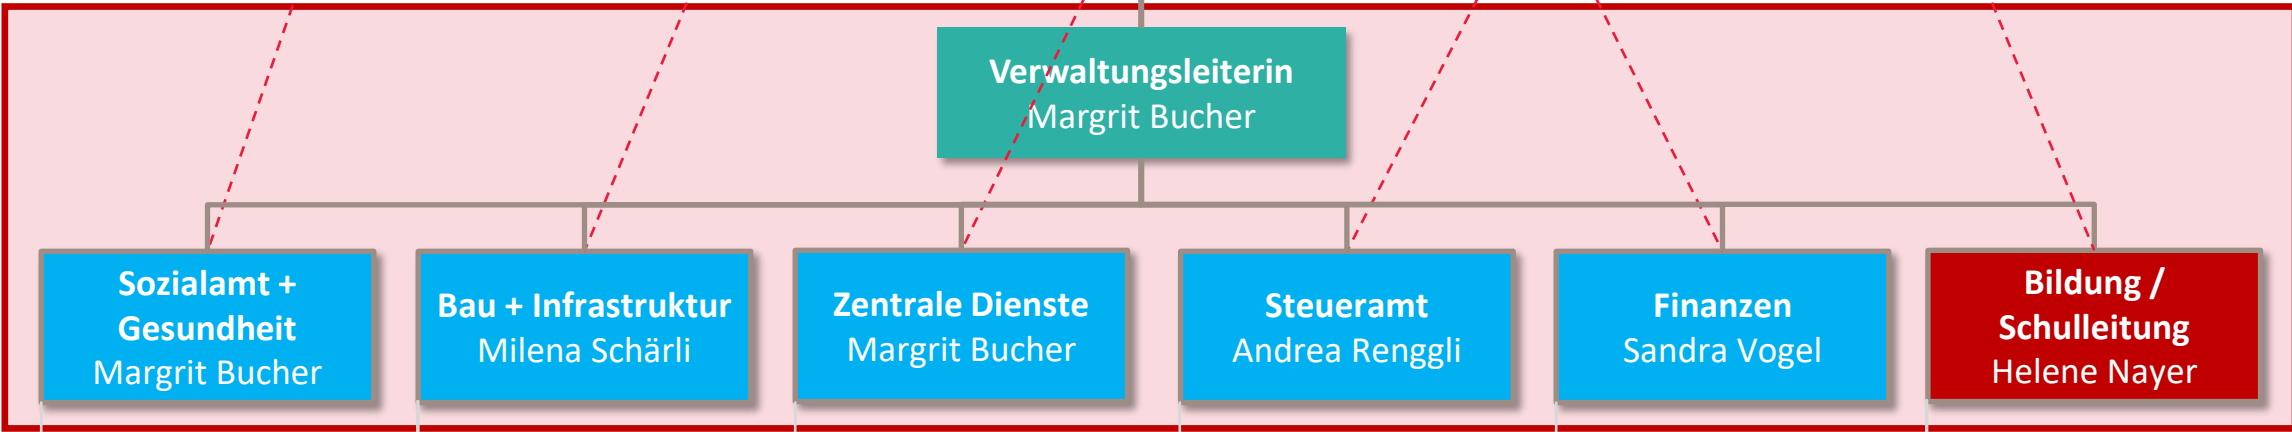 Verwaltungsleiterin
Margrit Bucher
Sozialamt +
Gesundheit
Margrit Bucher
Bau + Infrastruktur
Milena Schärli
Zentrale Dienste
Margrit Bucher
Steueramt
Andrea Renggli
Finanzen
Sandra Vogel
Bildung /
Schulleitung
Helene Nayer